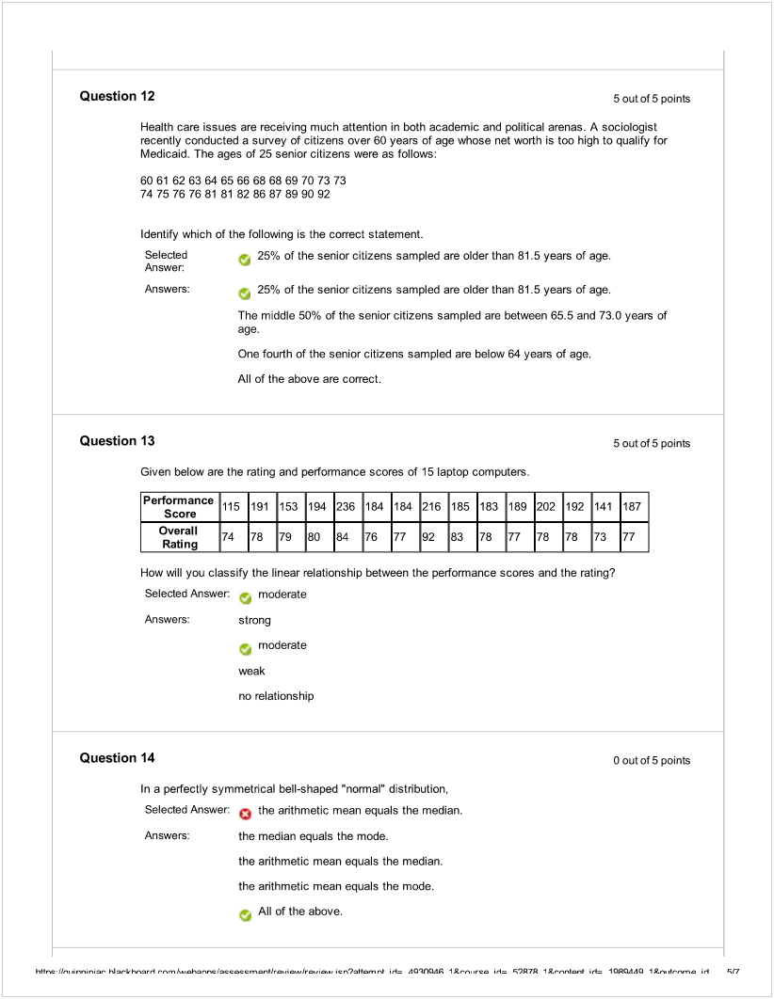 Question 12
5 out of 5 points
Health care issues are receiving much attention in both academic and political arenas. A sociologist
recently conducted a survey of citizens over 60 years of age whose net worth is too high to qualify for
Medicaid. The ages of 25 senior citizens were as follows:
60 61 62 63 64 65 66 68 68 69 70 73 73
74 75 76 76 81 81 82 86 87 89 90 92
Identify which of the following is the correct statement.
Selected Answer: 25% of the senior citizens sampled are older than 81.5 years of age.
Answers: 25% of the senior citizens sampled are older than 81.5 years of age.
The middle 50% of the senior citizens sampled are between 65.5 and 73.0 years of
age.
One fourth of the senior citizens sampled are below 64 years of age.
All of the above are correct.
Question 13
5 out of 5 points
Given below are the rating and performance scores of 15 laptop computers.
Performance Score 115 191 153 194 236 184 184 216 185 183 189 202 192 141 187
Overall Rating 74 78 79 80 84 76 77 92 83 78 77 78 78 73 77
How will you classify the linear relationship between the performance scores and the rating?
Selected Answer: moderate
Answers: strong
moderate
weak
no relationship
Question 14
0 out of 5 points
In a perfectly symmetrical bell-shaped "normal" distribution,
Selected Answer: the arithmetic mean equals the median.
Answers: the median equals the mode.
the arithmetic mean equals the median.
the arithmetic mean equals the mode.
All of the above.
https://quinnipiac.blackboard.com/webapps/assessment/review/review.jsp?attempt_id=_4930946_1&course_id=_52878_1&content_id=_1989449_1&outcome_id... 5/7